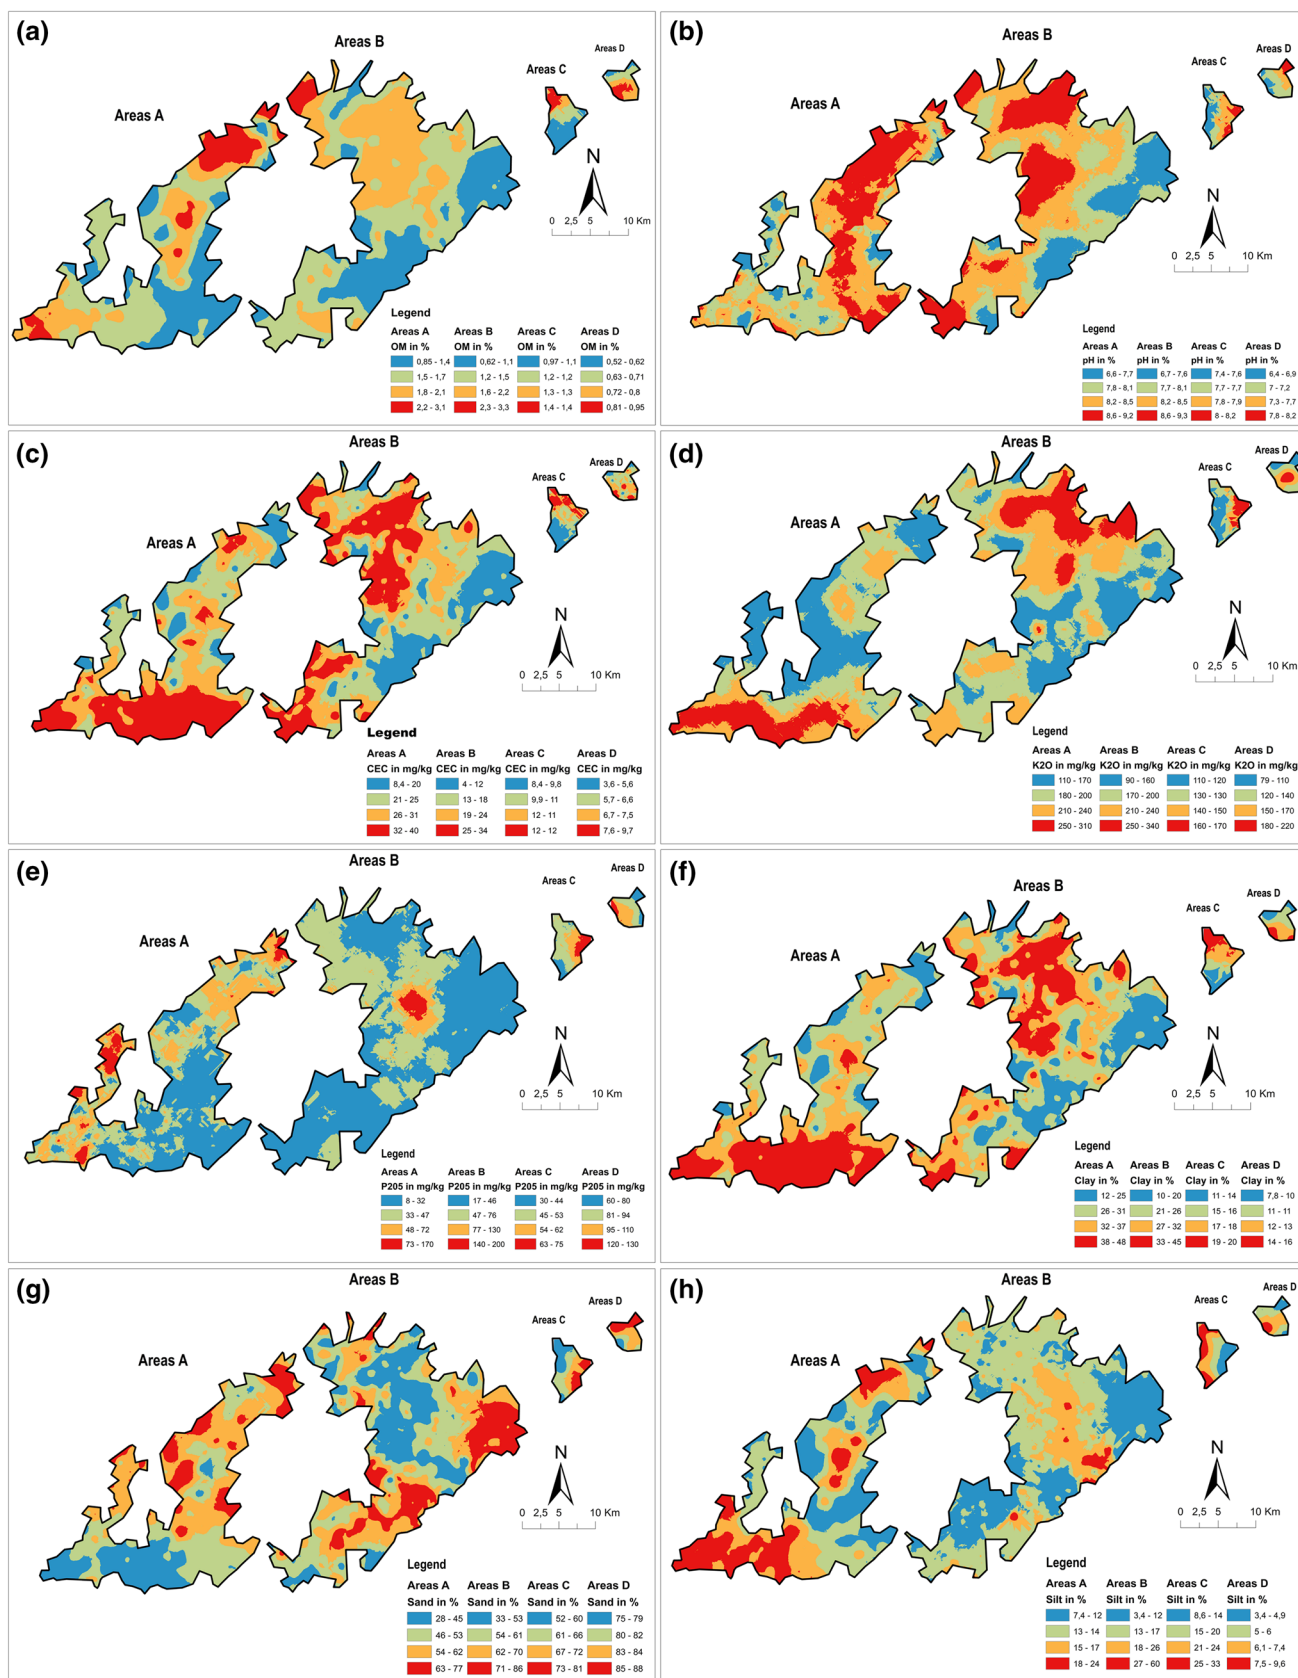 (a)
Areas B
Areas D
Areas C
Areas A
N
0 2,5 5 10 Km
Legend
Areas A Areas B Areas C Areas D
OM in % OM in % OM in % OM in %
0,85 - 1,4 0,62 - 1,1 0,97 - 1,1 0,52 - 0,62
1,5 - 1,7 1,2 - 1,5 1,2 - 1,2 0,63 - 0,71
1,8 - 2,1 1,6 - 2,2 1,3 - 1,3 0,72 - 0,8
2,2 - 3,1 2,3 - 3,3 1,4 - 1,4 0,81 - 0,95
(b)
Areas B
Areas D
Areas C
Areas A
N
0 2,5 5 10 Km
Legend
Areas A Areas B Areas C Areas D
pH in % pH in % pH in % pH in %
6,6 - 7,7 6,7 - 7,6 7,4 - 7,6 6,4 - 6,9
7,8 - 8,1 7,7 - 8,1 7,7 - 7,7 7 - 7,2
8,2 - 8,5 8,2 - 8,5 7,8 - 7,9 7,3 - 7,7
8,6 - 9,2 8,6 - 9,3 8 - 8,2 7,8 - 8,2
(c)
Areas B
Areas D
Areas C
Areas A
N
0 2,5 5 10 Km
Legend
Areas A Areas B Areas C Areas D
CEC in mg/kg CEC in mg/kg CEC in mg/kg CEC in mg/kg
8,4 - 20 4 - 12 8,4 - 9,8 3,6 - 5,6
21 - 25 13 - 18 9,9 - 11 5,7 - 6,6
26 - 31 19 - 24 12 - 11 6,7 - 7,5
32 - 40 25 - 34 12 - 12 7,6 - 9,7
(d)
Areas B
Areas D
Areas C
Areas A
N
0 2,5 5 10 Km
Legend
Areas A Areas B Areas C Areas D
K2O in mg/kg K2O in mg/kg K2O in mg/kg K2O in mg/kg
110 - 170 90 - 160 110 - 120 79 - 110
180 - 200 170 - 200 130 - 130 120 - 140
210 - 240 210 - 240 140 - 150 150 - 170
250 - 310 250 - 340 160 - 170 180 - 220
(e)
Areas B
Areas D
Areas C
Areas A
N
0 2,5 5 10 Km
Legend
Areas A Areas B Areas C Areas D
P205 in mg/kg P205 in mg/kg P205 in mg/kg P205 in mg/kg
8 - 32 17 - 46 30 - 44 60 - 80
33 - 47 47 - 76 45 - 53 81 - 94
48 - 72 77 - 130 54 - 62 95 - 110
73 - 170 140 - 200 63 - 75 120 - 130
(f)
Areas B
Areas D
Areas C
Areas A
N
0 2,5 5 10 Km
Legend
Areas A Areas B Areas C Areas D
Clay in % Clay in % Clay in % Clay in %
12 - 25 10 - 20 11 - 14 7,8 - 10
26 - 31 21 - 26 15 - 16 11 - 11
32 - 37 27 - 32 17 - 18 12 - 13
38 - 48 33 - 45 19 - 20 14 - 16
(g)
Areas B
Areas D
Areas C
Areas A
N
0 2,5 5 10 Km
Legend
Areas A Areas B Areas C Areas D
Sand in % Sand in % Sand in % Sand in %
28 - 45 33 - 53 52 - 60 75 - 79
46 - 53 54 - 61 61 - 66 80 - 82
54 - 62 62 - 70 67 - 72 83 - 84
63 - 77 71 - 86 73 - 81 85 - 88
(h)
Areas B
Areas D
Areas C
Areas A
N
0 2,5 5 10 Km
Legend
Areas A Areas B Areas C Areas D
Silt in % Silt in % Silt in % Silt in %
7,4 - 12 3,4 - 12 8,6 - 14 3,4 - 4,9
13 - 14 13 - 17 15 - 20 5 - 6
15 - 17 18 - 26 21 - 24 6,1 - 7,4
18 - 24 27 - 60 25 - 33 7,5 - 9,6